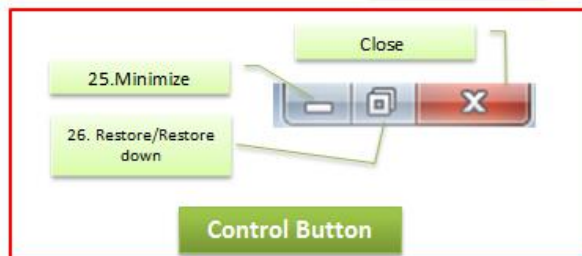 Close
25.Minimize
26. Restore/Restore
down
Control Button